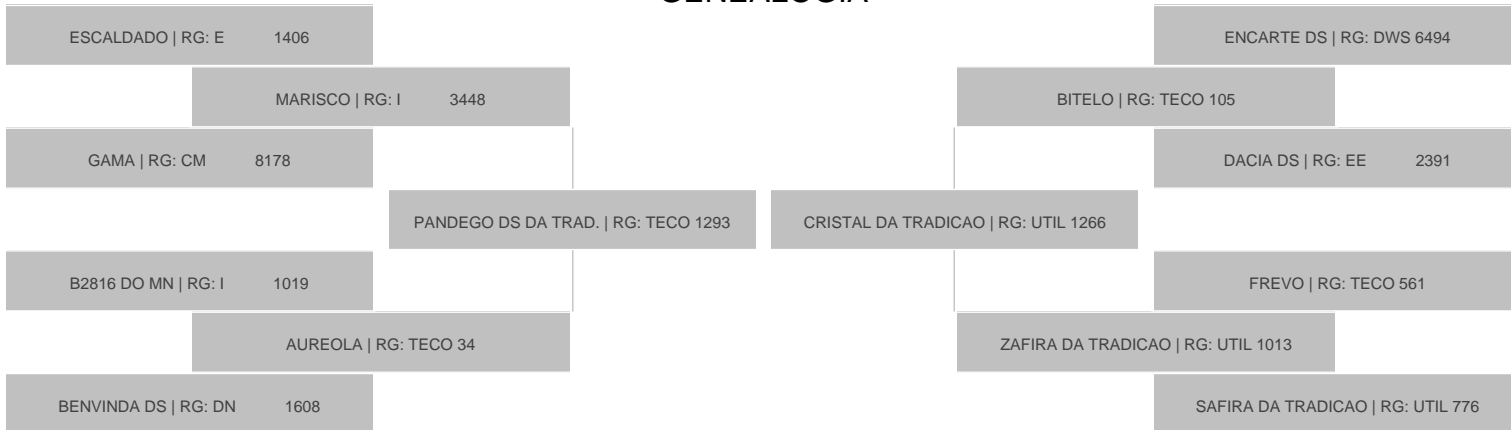 GENEALOGIA
ESCALDADO | RG: E 1406
ENCARTE DS | RG: DWS 6494
MARISCO | RG: I 3448
BITELO | RG: TECO 105
GAMA | RG: CM 8178
DACIA DS | RG: EE 2391
PANDEGO DS DA TRAD. | RG: TECO 1293
CRISTAL DA TRADICAO | RG: UTIL 1266
B2816 DO MN | RG: I 1019
FREVO | RG: TECO 561
AUREOLA | RG: TECO 34
ZAFIRA DA TRADICAO | RG: UTIL 1013
BENVINDA DS | RG: DN 1608
SAFIRA DA TRADICAO | RG: UTIL 776